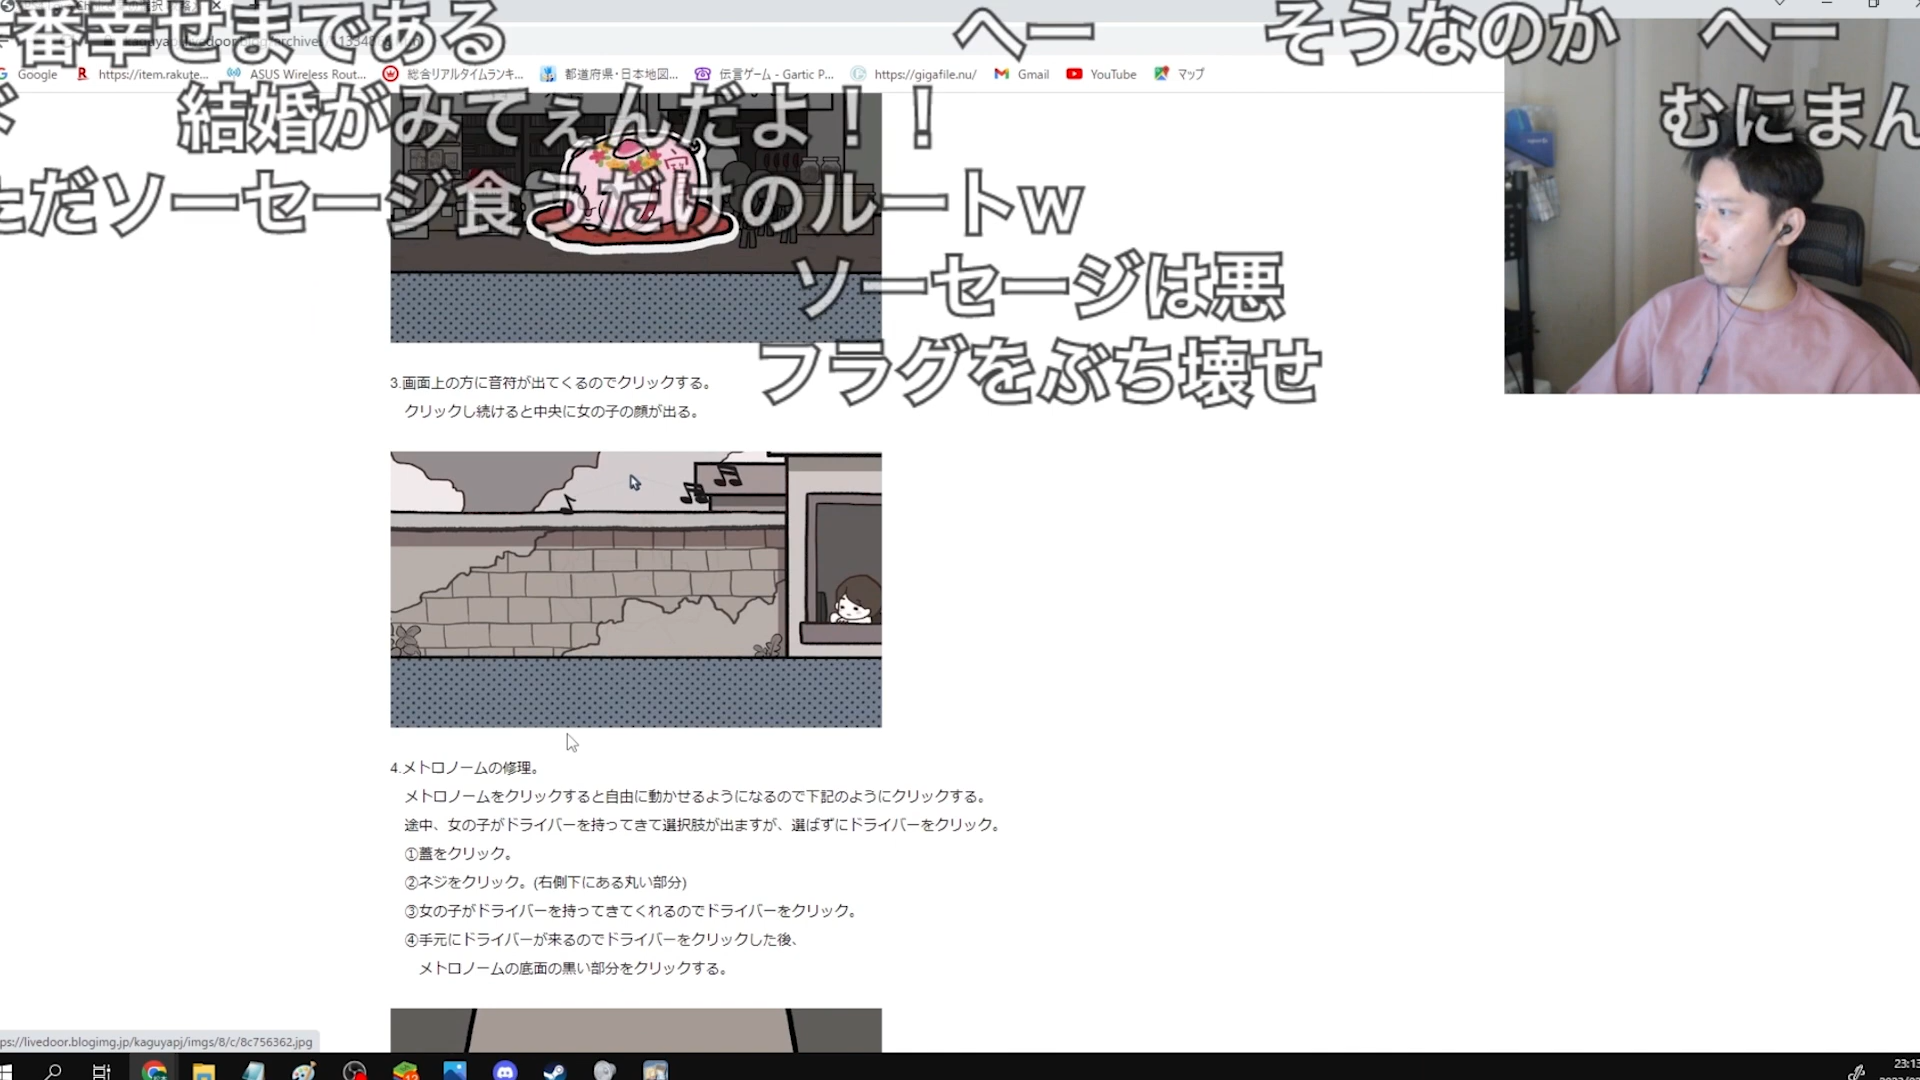 番幸せまである
へー
そうなのか
へー
Google
https://item.rakute...
ASUS Wireless Rout...
総合リアルタイムランキ...
都道府県・日本地図...
伝言ゲーム - Gartic P...
https://gigafile.nu/
Gmail
YouTube
マップ
結婚がみてぇんだよ！！
むにまん
ただソーセージ食うだけのルートw
ソーセージは悪
フラグをぶち壊せ
3.画面上の方に音符が出てくるのでクリックする。
クリックし続けると中央に女の子の顔が出る。
4.メトロノームの修理。
メトロノームをクリックすると自由に動かせるようになるので下記のようにクリックする。
途中、女の子がドライバーを持ってきて選択肢が出ますが、選ばずにドライバーをクリック。
①蓋をクリック。
②ネジをクリック。(右側下にある丸い部分)
③女の子がドライバーを持ってきてくれるのでドライバーをクリック。
④手元にドライバーが来るのでドライバーをクリックした後、
メトロノームの底面の黒い部分をクリックする。
ps://livedoor.blogimg.jp/kaguyapj/imgs/8/c/8c756362.jpg
23:13